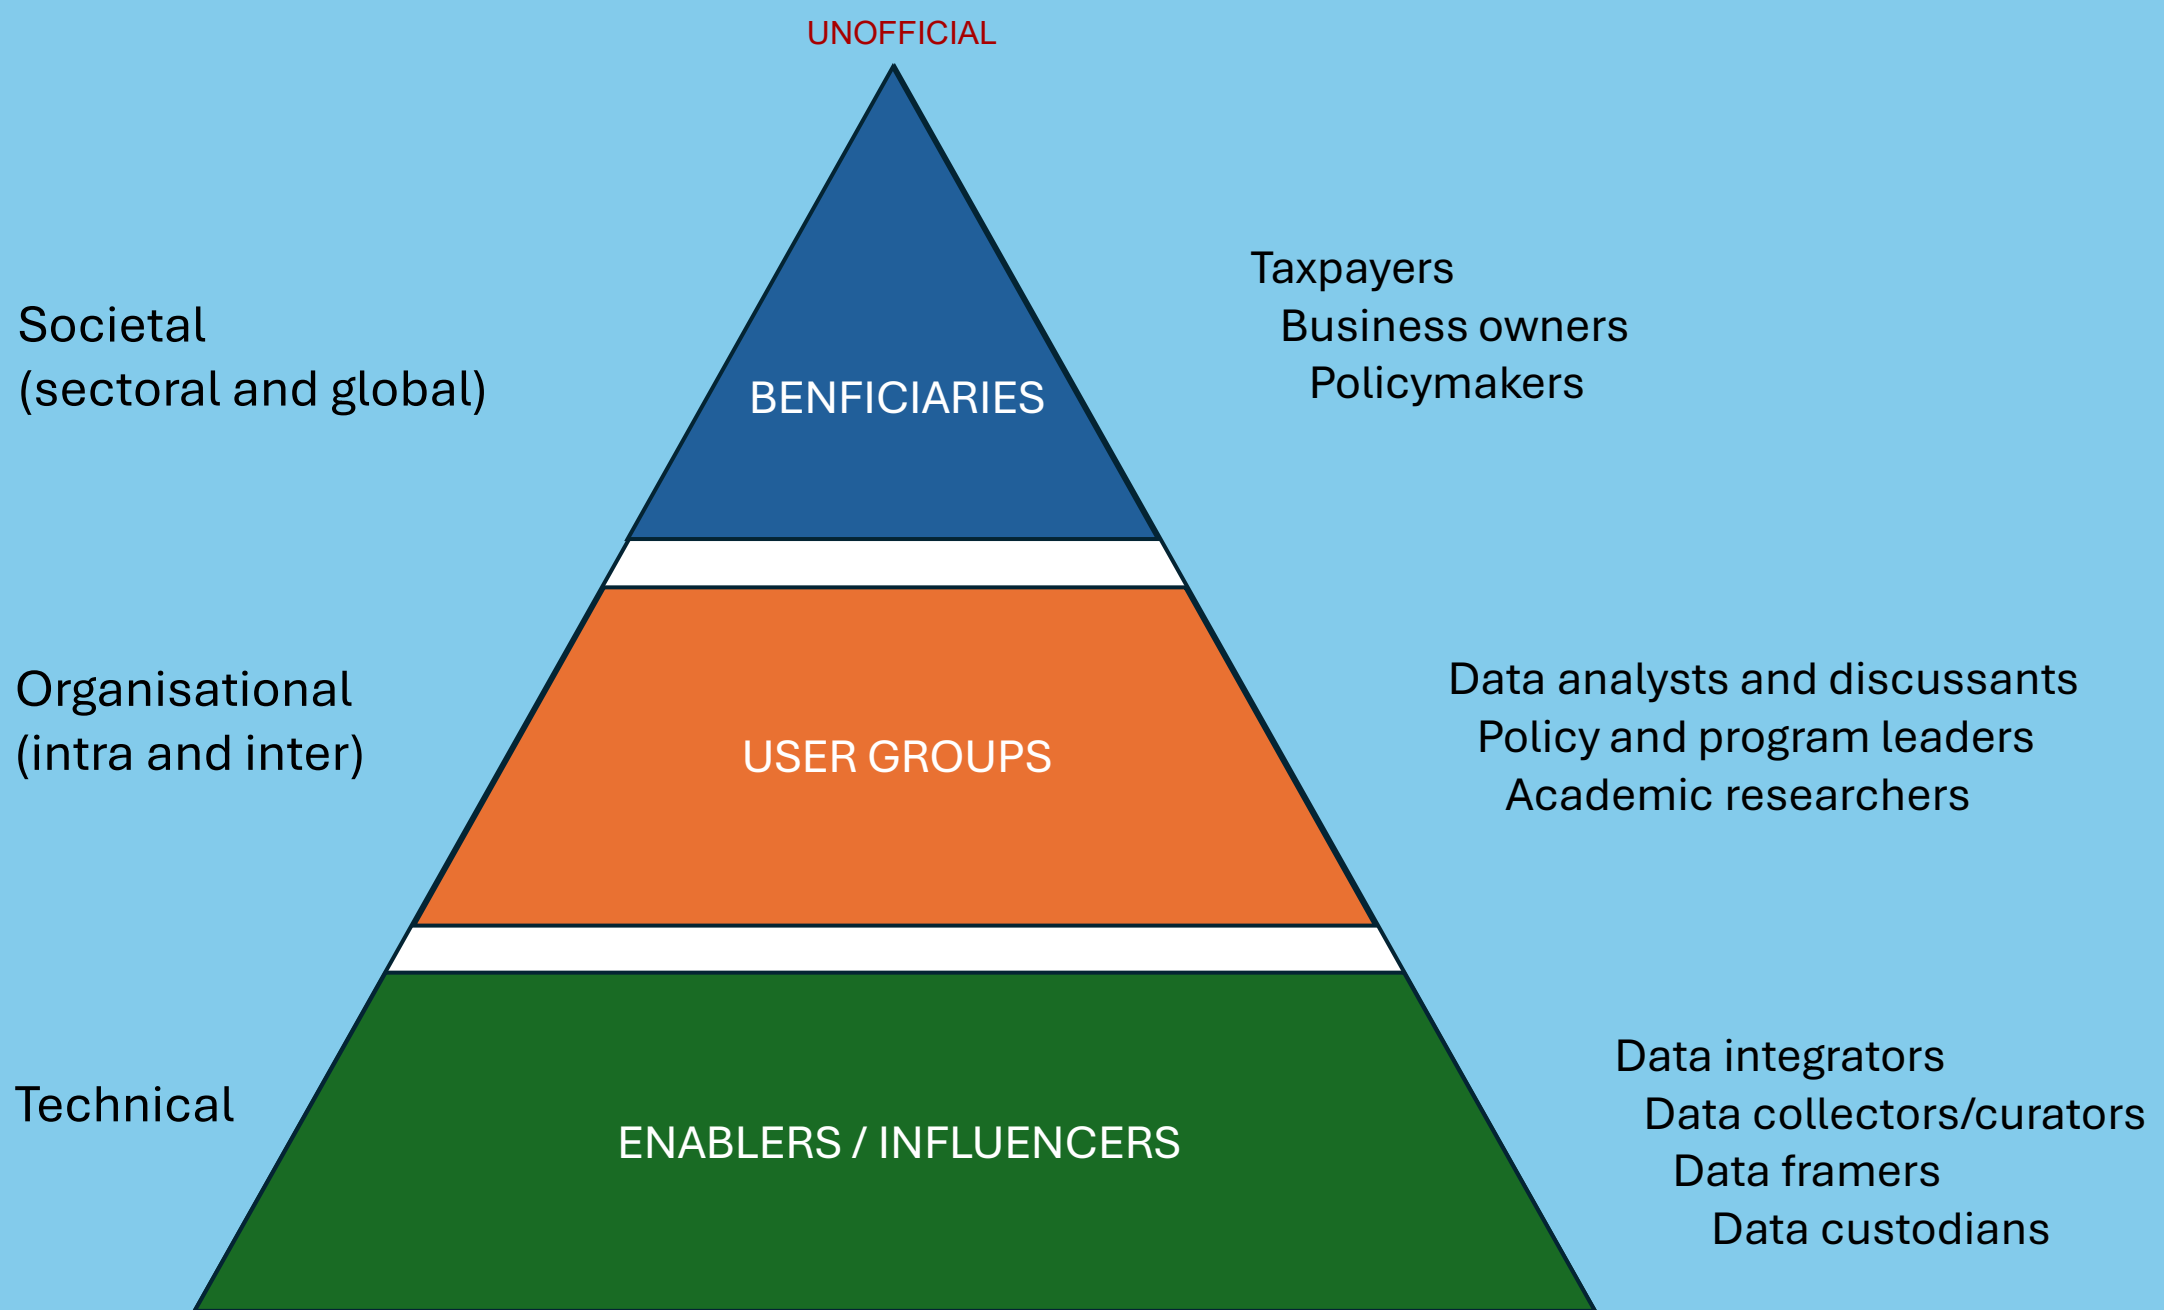 UNOFFICIAL
Societal
(sectoral and global)
BENFICIARIES
Taxpayers
Business owners
Policymakers
Organisational
(intra and inter)
USER GROUPS
Data analysts and discussants
Policy and program leaders
Academic researchers
Technical
ENABLERS / INFLUENCERS
Data integrators
Data collectors/curators
Data framers
Data custodians